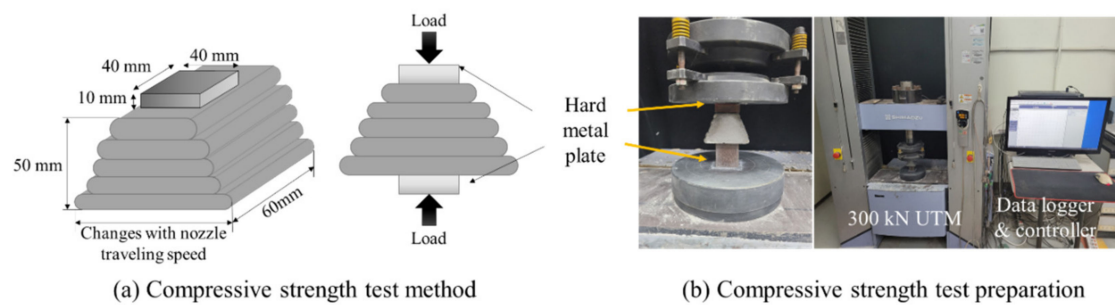 40 mm
40 mm
10 mm
50 mm
60mm
Changes with nozzle
traveling speed
Load
Load
Hard
metal
plate
300 kN UTM
Data logger
& controller
(a) Compressive strength test method
(b) Compressive strength test preparation